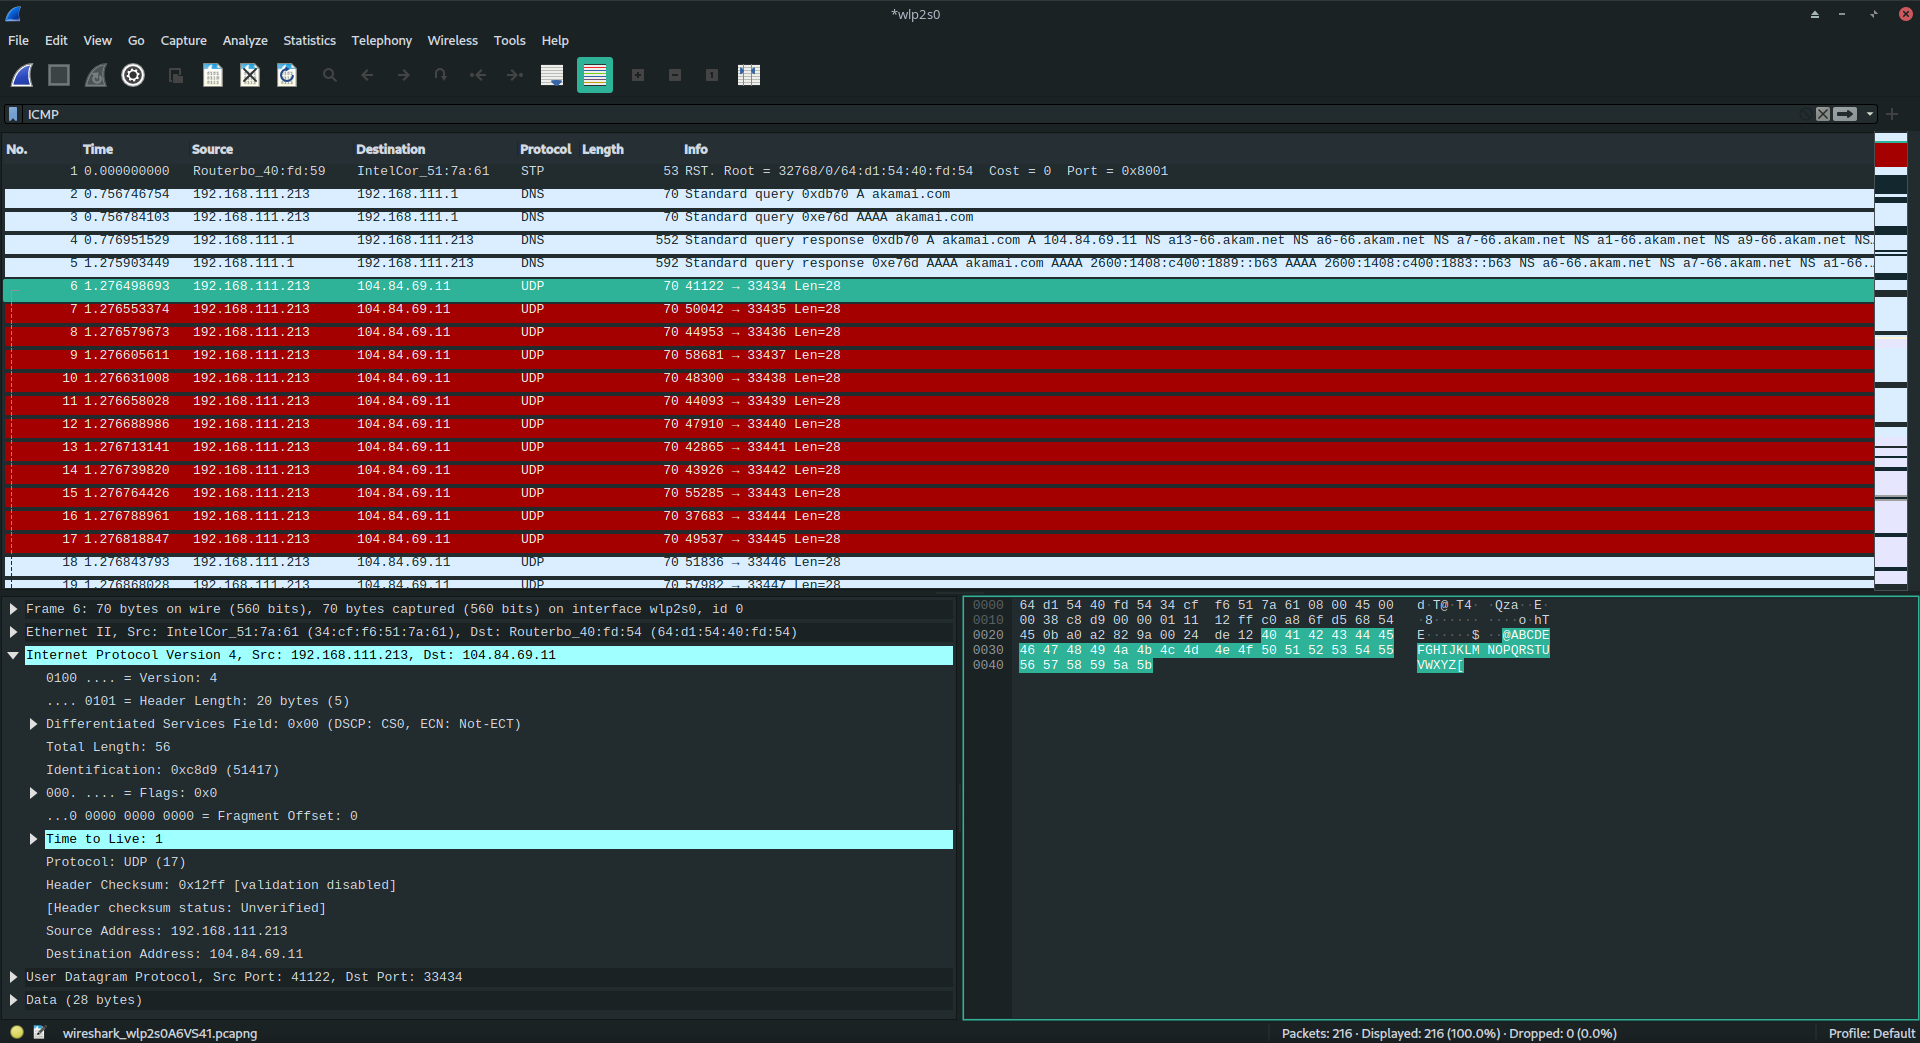 *wlp2s0
File Edit View Go Capture Analyze Statistics Telephony Wireless Tools Help
ICMP
No. Time Source Destination Protocol Length Info
1 0.000000000 Routerbo_40:fd:59 IntelCor_51:7a:61 STP 53 RST. Root = 32768/0/64:d1:54:40:fd:54 Cost = 0 Port = 0x8001
2 0.756746754 192.168.111.213 192.168.111.1 DNS 70 Standard query 0xdb70 A akamai.com
3 0.756784103 192.168.111.213 192.168.111.1 DNS 70 Standard query 0xe76d AAAA akamai.com
4 0.776951529 192.168.111.1 192.168.111.213 DNS 552 Standard query response 0xdb70 A akamai.com A 104.84.69.11 NS a13-66.akam.net NS a6-66.akam.net NS a7-66.akam.net NS a1-66.akam.net NS a9-66.akam.net NS…
5 1.275903449 192.168.111.1 192.168.111.213 DNS 592 Standard query response 0xe76d AAAA akamai.com AAAA 2600:1408:c400:1889::b63 AAAA 2600:1408:c400:1883::b63 NS a6-66.akam.net NS a7-66.akam.net NS a1-66…
6 1.276498693 192.168.111.213 104.84.69.11 UDP 70 41122 → 33434 Len=28
7 1.276553374 192.168.111.213 104.84.69.11 UDP 70 50042 → 33435 Len=28
8 1.276579673 192.168.111.213 104.84.69.11 UDP 70 44953 → 33436 Len=28
9 1.276605611 192.168.111.213 104.84.69.11 UDP 70 58681 → 33437 Len=28
10 1.276631008 192.168.111.213 104.84.69.11 UDP 70 48300 → 33438 Len=28
11 1.276658028 192.168.111.213 104.84.69.11 UDP 70 44093 → 33439 Len=28
12 1.276688986 192.168.111.213 104.84.69.11 UDP 70 47910 → 33440 Len=28
13 1.276713141 192.168.111.213 104.84.69.11 UDP 70 42865 → 33441 Len=28
14 1.276739820 192.168.111.213 104.84.69.11 UDP 70 43926 → 33442 Len=28
15 1.276764426 192.168.111.213 104.84.69.11 UDP 70 55285 → 33443 Len=28
16 1.276788961 192.168.111.213 104.84.69.11 UDP 70 37683 → 33444 Len=28
17 1.276818847 192.168.111.213 104.84.69.11 UDP 70 49537 → 33445 Len=28
18 1.276843793 192.168.111.213 104.84.69.11 UDP 70 51836 → 33446 Len=28
19 1.276868028 192.168.111.213 104.84.69.11 UDP 70 57982 → 33447 Len=28
Frame 6: 70 bytes on wire (560 bits), 70 bytes captured (560 bits) on interface wlp2s0, id 0
Ethernet II, Src: IntelCor_51:7a:61 (34:cf:f6:51:7a:61), Dst: Routerbo_40:fd:54 (64:d1:54:40:fd:54)
Internet Protocol Version 4, Src: 192.168.111.213, Dst: 104.84.69.11
0100 .... = Version: 4
.... 0101 = Header Length: 20 bytes (5)
Differentiated Services Field: 0x00 (DSCP: CS0, ECN: Not-ECT)
Total Length: 56
Identification: 0xc8d9 (51417)
000. .... = Flags: 0x0
...0 0000 0000 0000 = Fragment Offset: 0
Time to Live: 1
Protocol: UDP (17)
Header Checksum: 0x12ff [validation disabled]
[Header checksum status: Unverified]
Source Address: 192.168.111.213
Destination Address: 104.84.69.11
User Datagram Protocol, Src Port: 41122, Dst Port: 33434
Data (28 bytes)
0000 64 d1 54 40 fd 54 34 cf f6 51 7a 61 08 00 45 00 d·T@·T4· ·Qza··E·
0010 00 38 c8 d9 00 00 01 11 12 ff c0 a8 6f d5 68 54 ·8······ ····o·hT
0020 45 0b a0 a2 82 9a 00 24 de 12 40 41 42 43 44 45 E······$ ··@ABCDE
0030 46 47 48 49 4a 4b 4c 4d 4e 4f 50 51 52 53 54 55 FGHIJKLM NOPQRSTU
0040 56 57 58 59 5a 5b VWXYZ[
wireshark_wlp2s0A6VS41.pcapng
Packets: 216 · Displayed: 216 (100.0%) · Dropped: 0 (0.0%)
Profile: Default